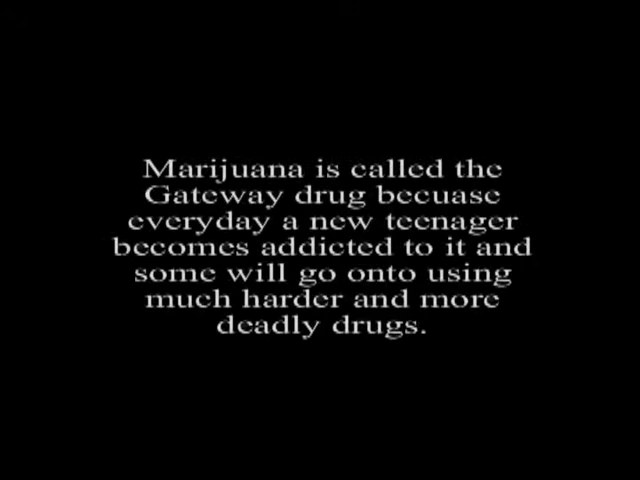 Marijuana is called the
Gateway drug becuase
everyday a new teenager
becomes addicted to it and
some will go onto using
much harder and more
deadly drugs.